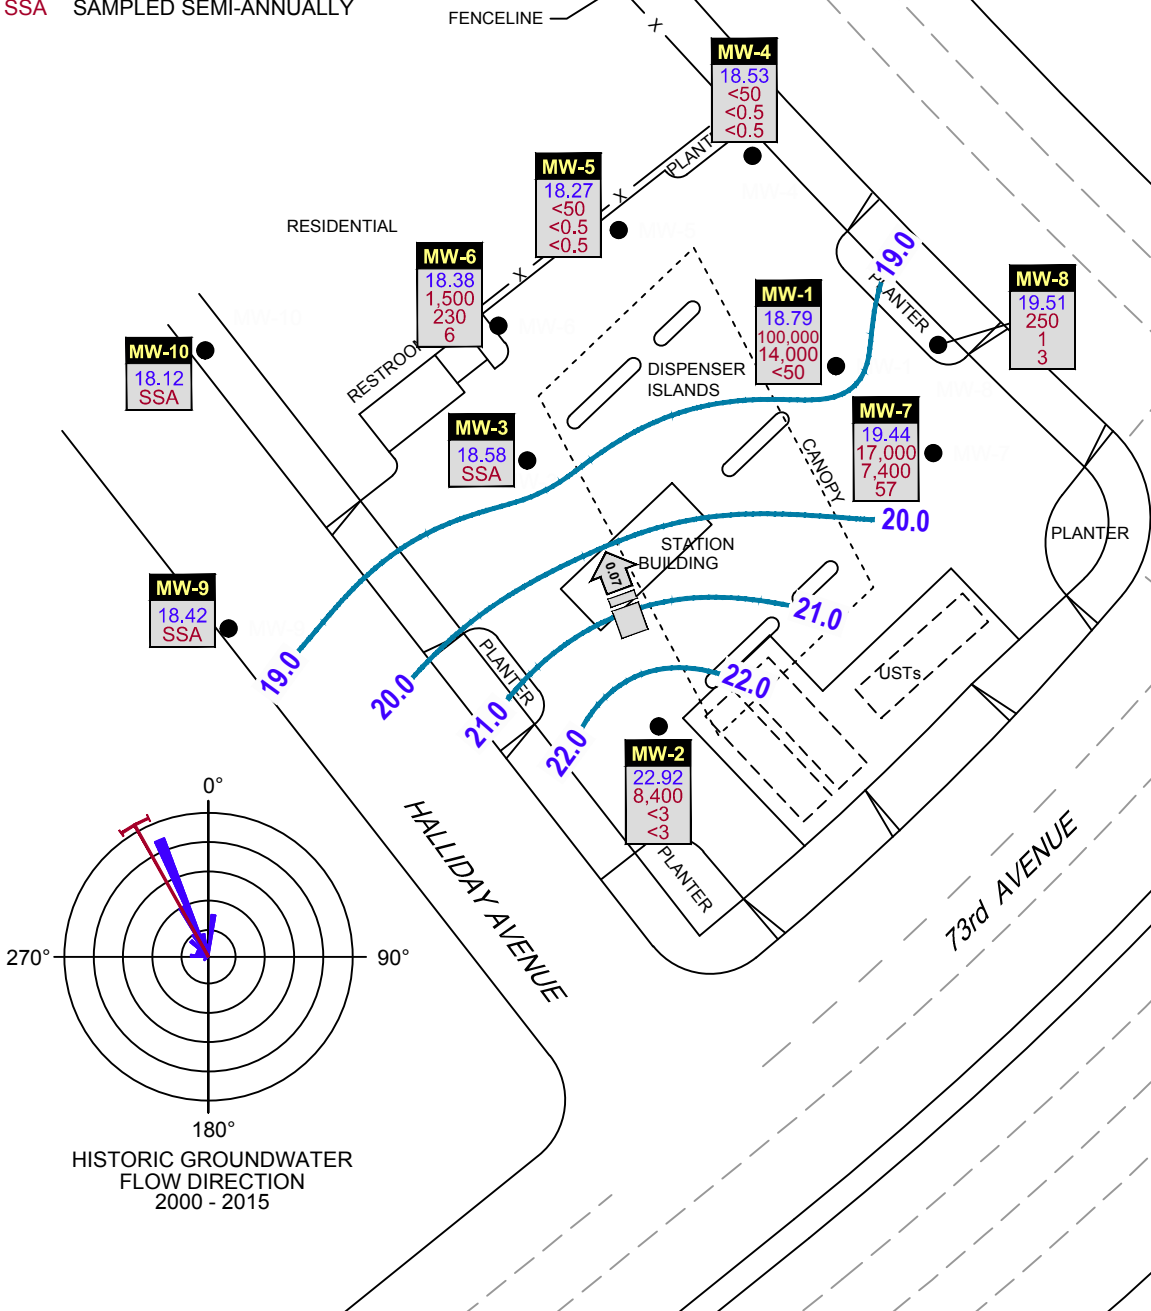 SSA SAMPLED SEMI-ANNUALLY
FENCELINE
X
MW-4
18.53
<50
<0.5
<0.5
PLANT
MW-5
18.27
<50
<0.5
<0.5
X
RESIDENTIAL
MW-6
18.38
1,500
230
6
X
19.0
MW-8
19.51
250
1
3
PLANTER
MW-1
18.79
100,000
14,000
<50
MW-10
18.12
SSA
RESTROOM
DISPENSER
ISLANDS
MW-3
18.58
SSA
MW-7
19.44
17,000
7,400
57
CANOPY
20.0
PLANTER
STATION
BUILDING
0.07
MW-9
18.42
SSA
21.0
19.0
20.0
PLANTER
21.0
22.0
22.0
USTs
MW-2
22.92
8,400
<3
<3
PLANTER
HALLIDAY AVENUE
73rd AVENUE
0°
270°
90°
180°
HISTORIC GROUNDWATER
FLOW DIRECTION
2000 - 2015